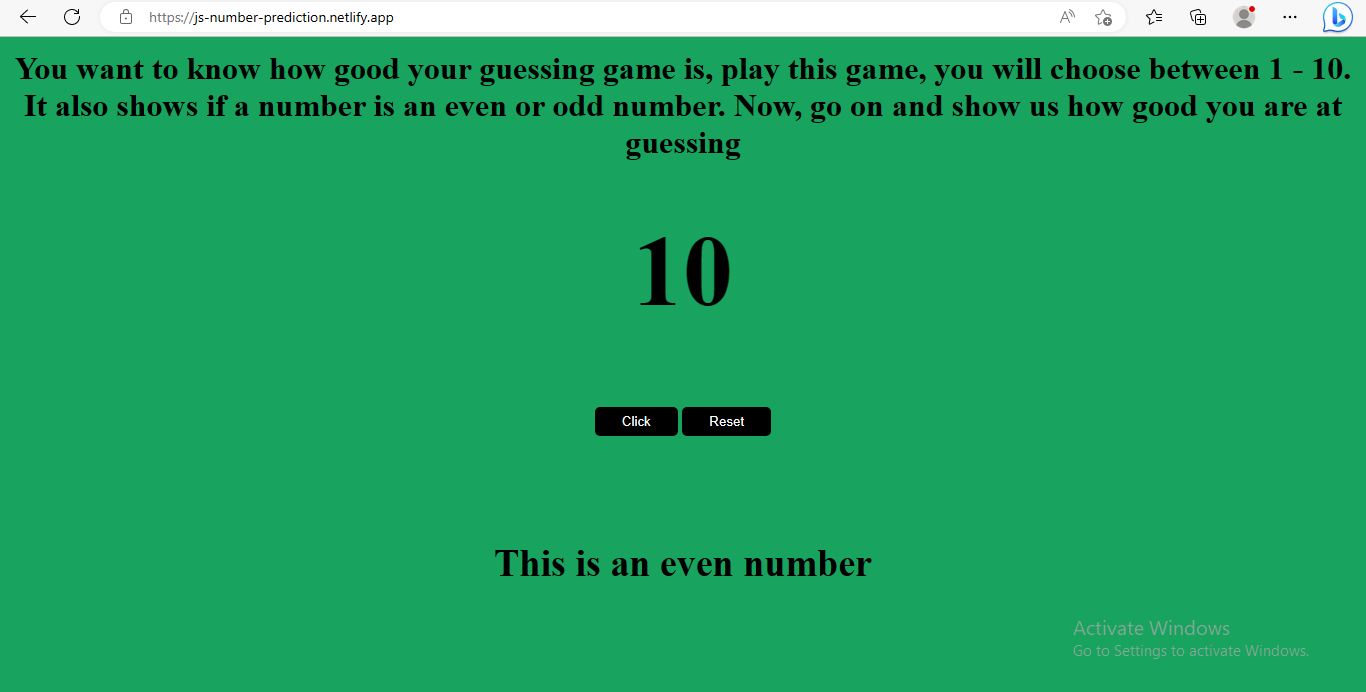 https://js-number-prediction.netlify.app
You want to know how good your guessing game is, play this game, you will choose between 1 - 10.
It also shows if a number is an even or odd number. Now, go on and show us how good you are at
guessing
10
Click Reset
This is an even number
Activate Windows
Go to Settings to activate Windows.